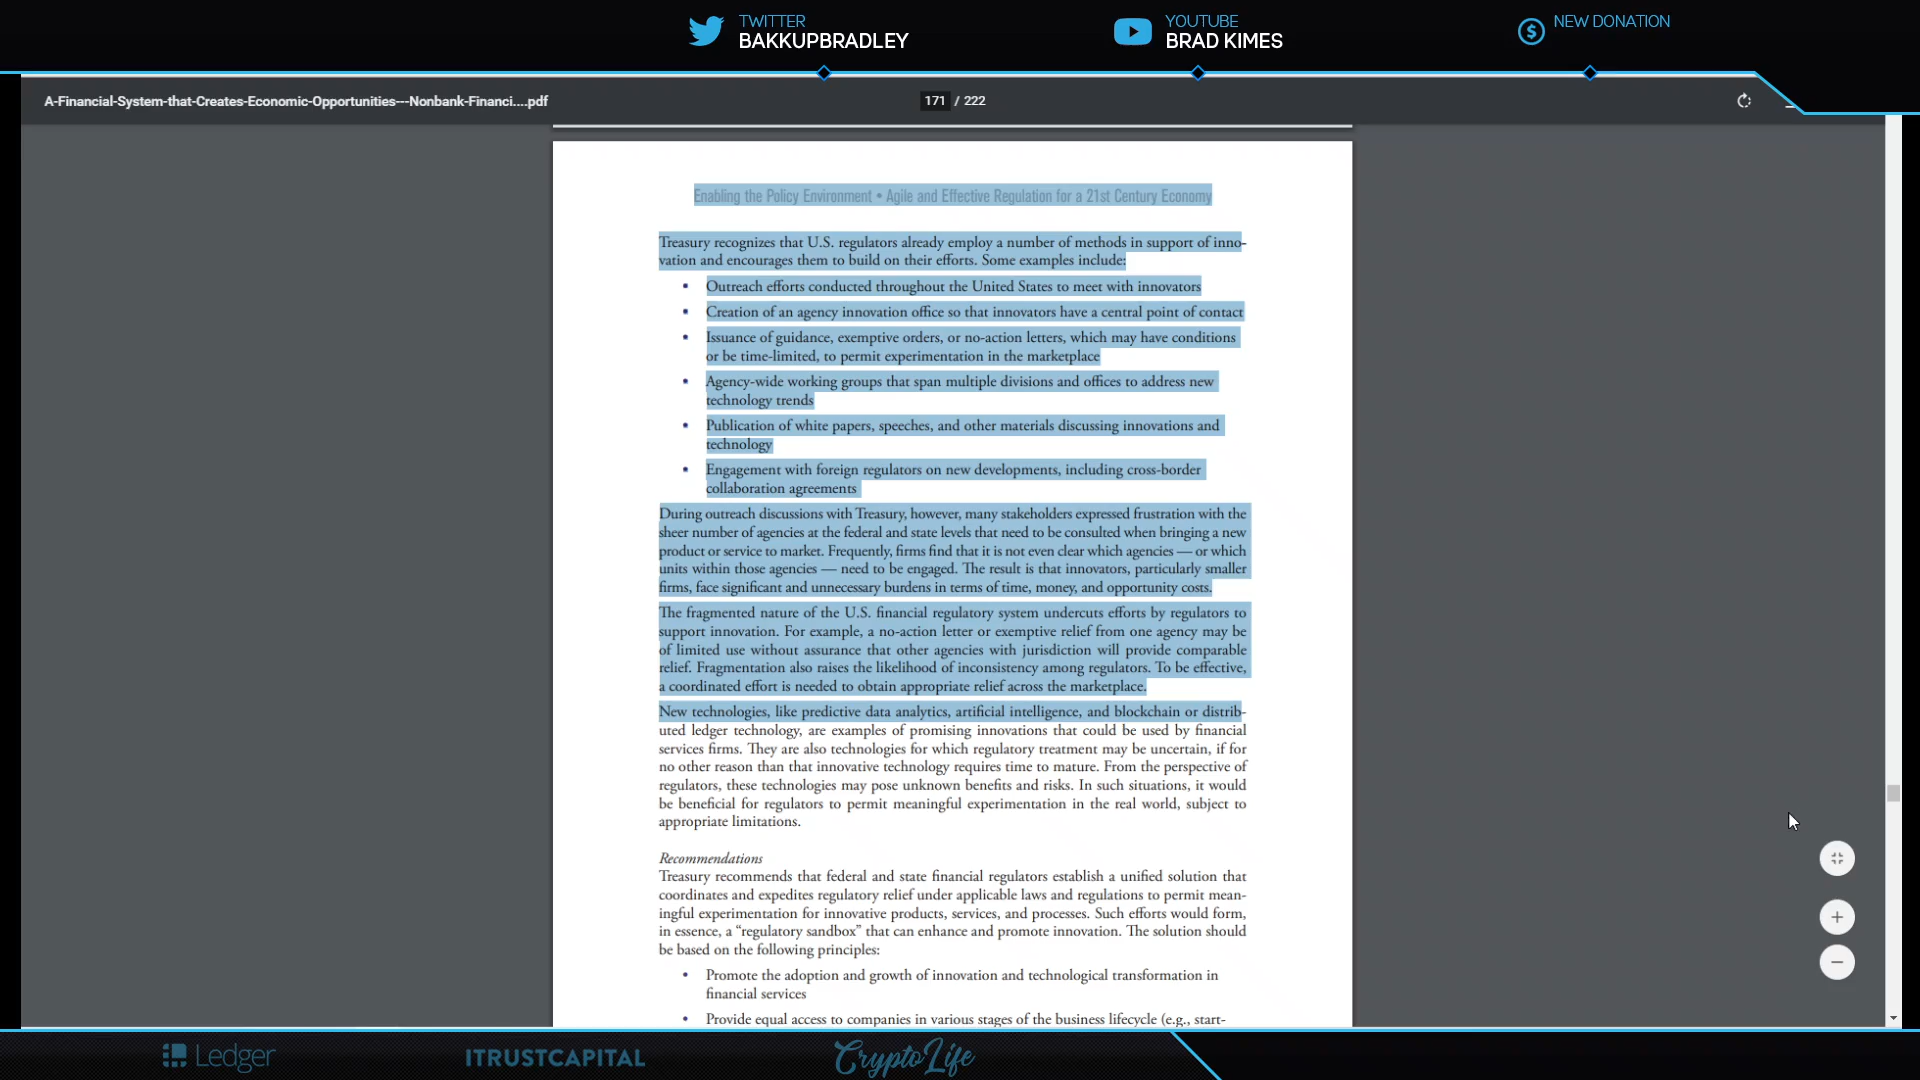 TWITTER
BAKKUPBRADLEY
YOUTUBE
BRAD KIMES
NEW DONATION
A-Financial-System-that-Creates-Economic-Opportunities---Nonbank-Financi....pdf
171 / 222
Enabling the Policy Environment • Agile and Effective Regulation for a 21st Century Economy
Treasury recognizes that U.S. regulators already employ a number of methods in support of inno-
vation and encourages them to build on their efforts. Some examples include:
• Outreach efforts conducted throughout the United States to meet with innovators
• Creation of an agency innovation office so that innovators have a central point of contact
• Issuance of guidance, exemptive orders, or no-action letters, which may have conditions
or be time-limited, to permit experimentation in the marketplace
• Agency-wide working groups that span multiple divisions and offices to address new
technology trends
• Publication of white papers, speeches, and other materials discussing innovations and
technology
• Engagement with foreign regulators on new developments, including cross-border
collaboration agreements
During outreach discussions with Treasury, however, many stakeholders expressed frustration with the
sheer number of agencies at the federal and state levels that need to be consulted when bringing a new
product or service to market. Frequently, firms find that it is not even clear which agencies — or which
units within those agencies — need to be engaged. The result is that innovators, particularly smaller
firms, face significant and unnecessary burdens in terms of time, money, and opportunity costs.
The fragmented nature of the U.S. financial regulatory system undercuts efforts by regulators to
support innovation. For example, a no-action letter or exemptive relief from one agency may be
of limited use without assurance that other agencies with jurisdiction will provide comparable
relief. Fragmentation also raises the likelihood of inconsistency among regulators. To be effective,
a coordinated effort is needed to obtain appropriate relief across the marketplace.
New technologies, like predictive data analytics, artificial intelligence, and blockchain or distrib-
uted ledger technology, are examples of promising innovations that could be used by financial
services firms. They are also technologies for which regulatory treatment may be uncertain, if for
no other reason than that innovative technology requires time to mature. From the perspective of
regulators, these technologies may pose unknown benefits and risks. In such situations, it would
be beneficial for regulators to permit meaningful experimentation in the real world, subject to
appropriate limitations.
Recommendations
Treasury recommends that federal and state financial regulators establish a unified solution that
coordinates and expedites regulatory relief under applicable laws and regulations to permit mean-
ingful experimentation for innovative products, services, and processes. Such efforts would form,
in essence, a “regulatory sandbox” that can enhance and promote innovation. The solution should
be based on the following principles:
• Promote the adoption and growth of innovation and technological transformation in
financial services
• Provide equal access to companies in various stages of the business lifecycle (e.g., start-
Ledger
ITRUSTCAPITAL
CryptoLife